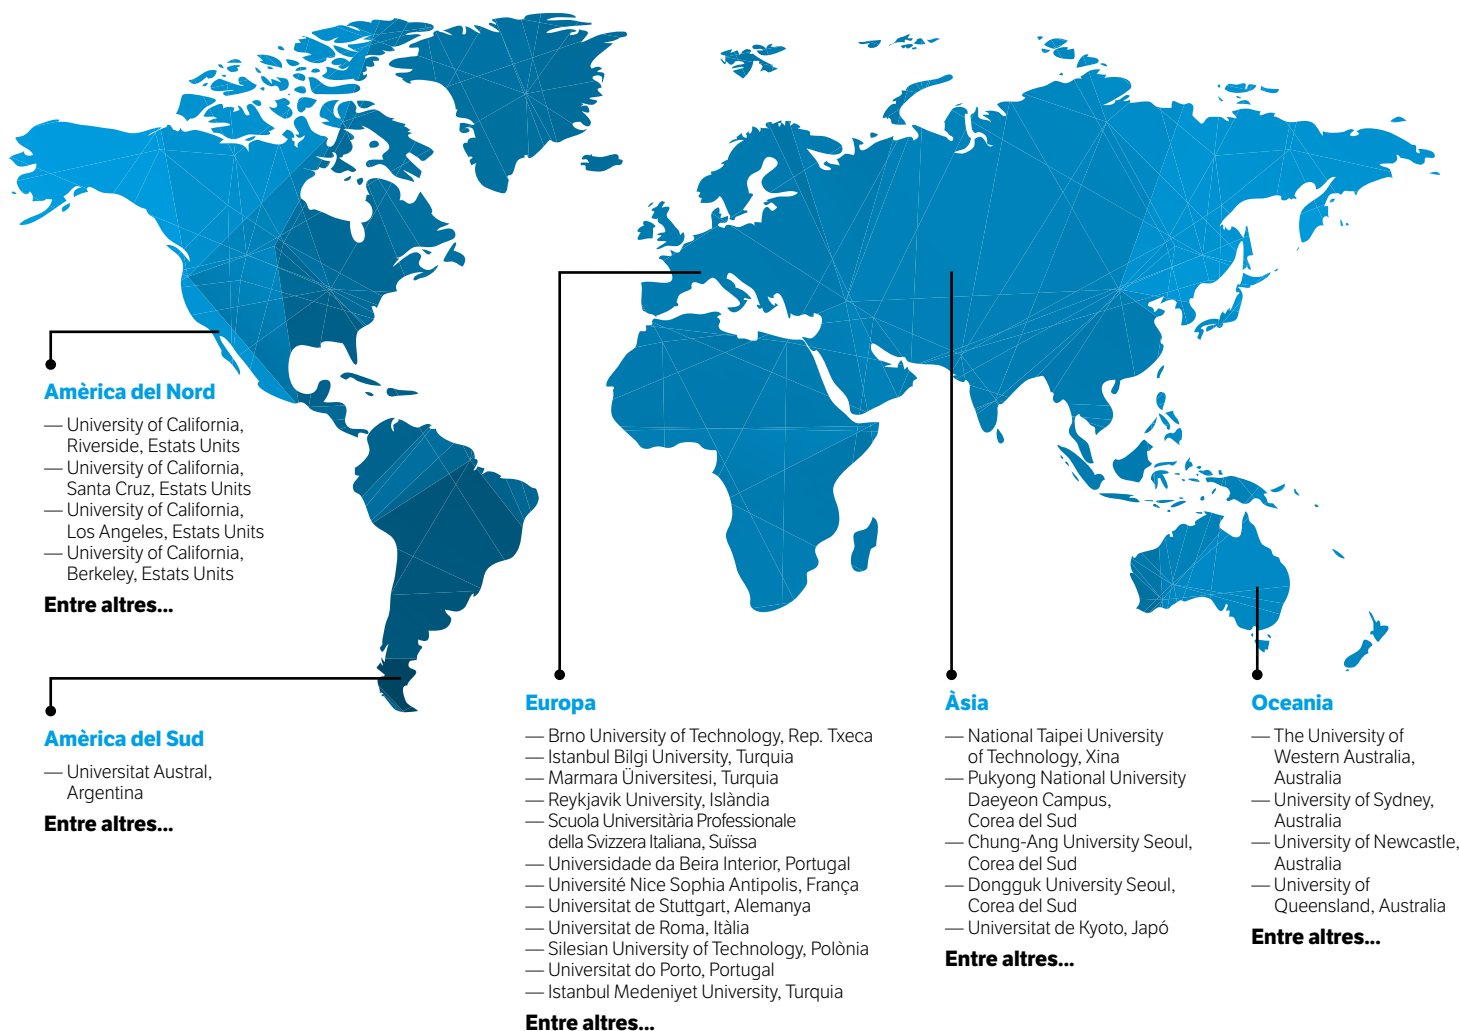 Amèrica del Nord
— University of California,
Riverside, Estats Units
— University of California,
Santa Cruz, Estats Units
— University of California,
Los Angeles, Estats Units
— University of California,
Berkeley, Estats Units
Entre altres...
Amèrica del Sud
— Universitat Austral,
Argentina
Entre altres...
Europa
— Brno University of Technology, Rep. Txeca
— Istanbul Bilgi University, Turquia
— Marmara Üniversitesi, Turquia
— Reykjavik University, Islàndia
— Scuola Universitària Professionale
della Svizzera Italiana, Suïssa
— Universidade da Beira Interior, Portugal
— Université Nice Sophia Antipolis, França
— Universitat de Stuttgart, Alemanya
— Universitat de Roma, Itàlia
— Silesian University of Technology, Polònia
— Universitat do Porto, Portugal
— Istanbul Medeniyet University, Turquia
Entre altres...
Àsia
— National Taipei University
of Technology, Xina
— Pukyong National University
Daeyeon Campus,
Corea del Sud
— Chung-Ang University Seoul,
Corea del Sud
— Dongguk University Seoul,
Corea del Sud
— Universitat de Kyoto, Japó
Entre altres...
Oceania
— The University of
Western Australia,
Australia
— University of Sydney,
Australia
— University of Newcastle,
Australia
— University of
Queensland, Australia
Entre altres...